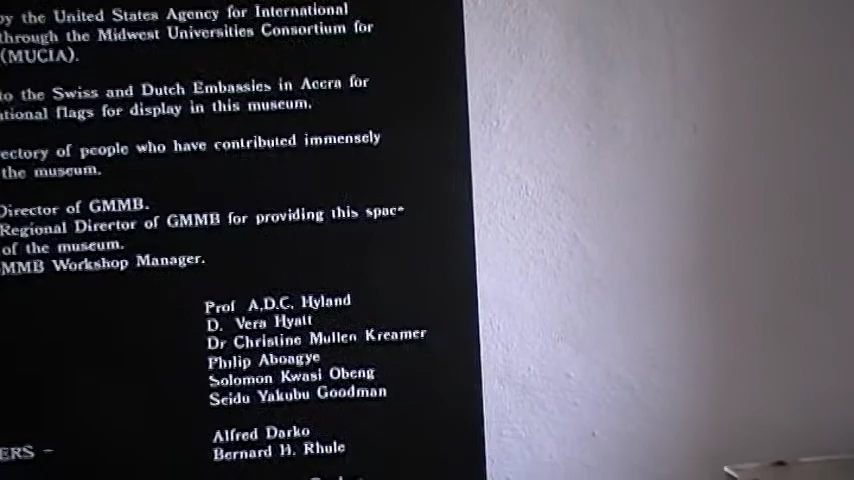 by the United States Agency for International
through the Midwest Universities Consortium for
(MUCIA).
to the Swiss and Dutch Embassies in Accra for
ational flags for display in this museum.
ectory of people who have contributed immensely
the museum.
Director of GMMB.
Regional Director of GMMB for providing this space
of the museum.
MMB Workshop Manager.
Prof A.D.C. Hyland
D. Vera Hyatt
Dr Christine Mullen Kreamer
Philip Aboagye
Solomon Kwasi Obeng
Seidu Yakubu Goodman
Alfred Darko
ERS - Bernard H. Rhule